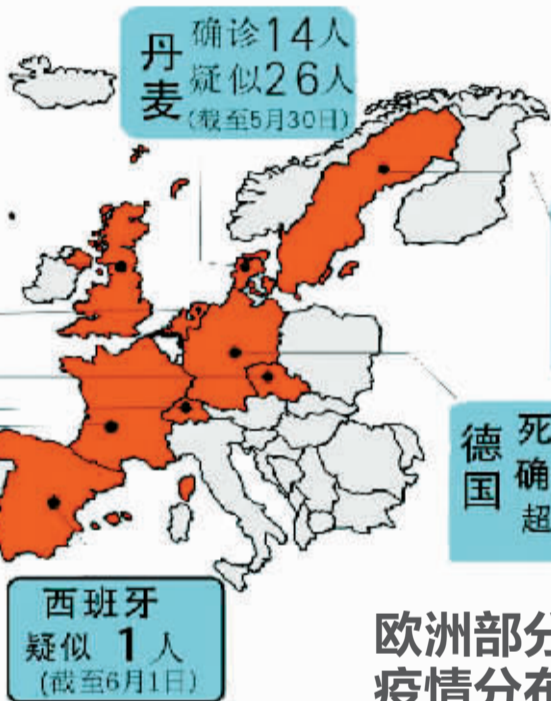 丹麦
确诊14人
疑似26人
(截至5月30日)
德国
死
确
超
西班牙
疑似 1 人
(截至6月1日)
欧洲部分
疫情分布